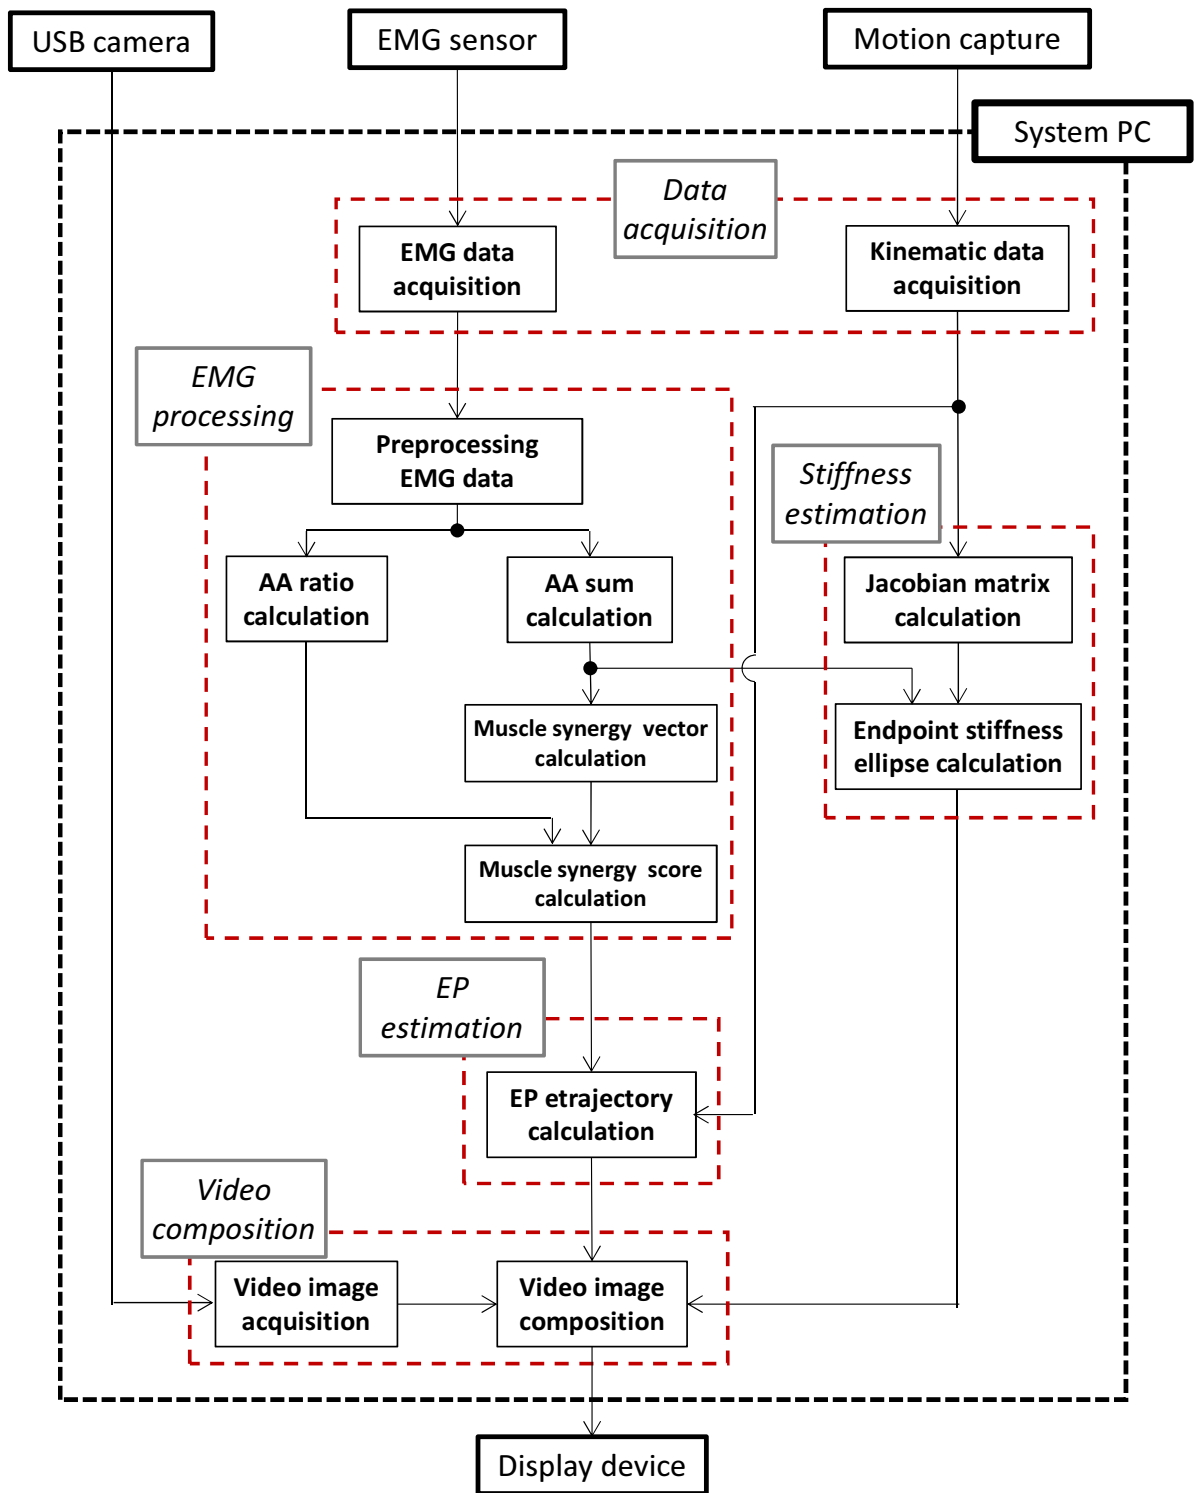 USB camera
EMG sensor
Motion capture
System PC
Data
acquisition
EMG data
acquisition
Kinematic data
acquisition
EMG
processing
Preprocessing
EMG data
Stiffness
estimation
AA ratio
calculation
AA sum
calculation
Jacobian matrix
calculation
Muscle synergy vector
calculation
Endpoint stiffness
ellipse calculation
Muscle synergy score
calculation
EP
estimation
EP etrajectory
calculation
Video
composition
Video image
acquisition
Video image
composition
Display device